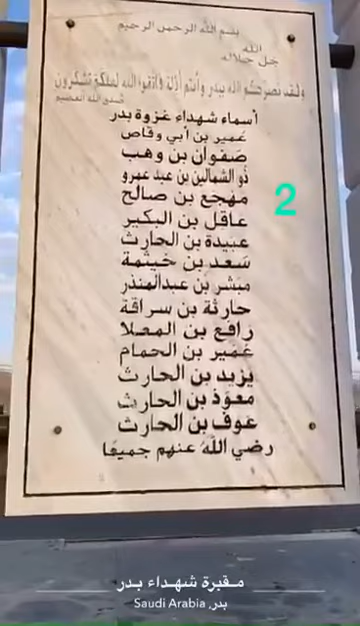 بسم الله الرحمن الرحيم
الله
جل جلاله
ولقد نصركم الله ببدر وأنتم أذلة فاتقوا الله لعلكم تشكرون
صدق الله العظيم
أسماء شهداء غزوة بدر
عمير بن أبي وقاص
صفوان بن وهب
ذو الشمالين بن عبد عمرو
مهجع بن صالح
عاقل بن البكير
عبيدة بن الحارث
سعد بن خيثمة
مبشر بن عبدالمنذر
حارثة بن سراقة
رافع بن المعلا
عمير بن الحمام
يزيد بن الحارث
معوذ بن الحارث
عوف بن الحارث
رضي الله عنهم جميعا
2
مقبرة شهداء بدر
بدر, Saudi Arabia